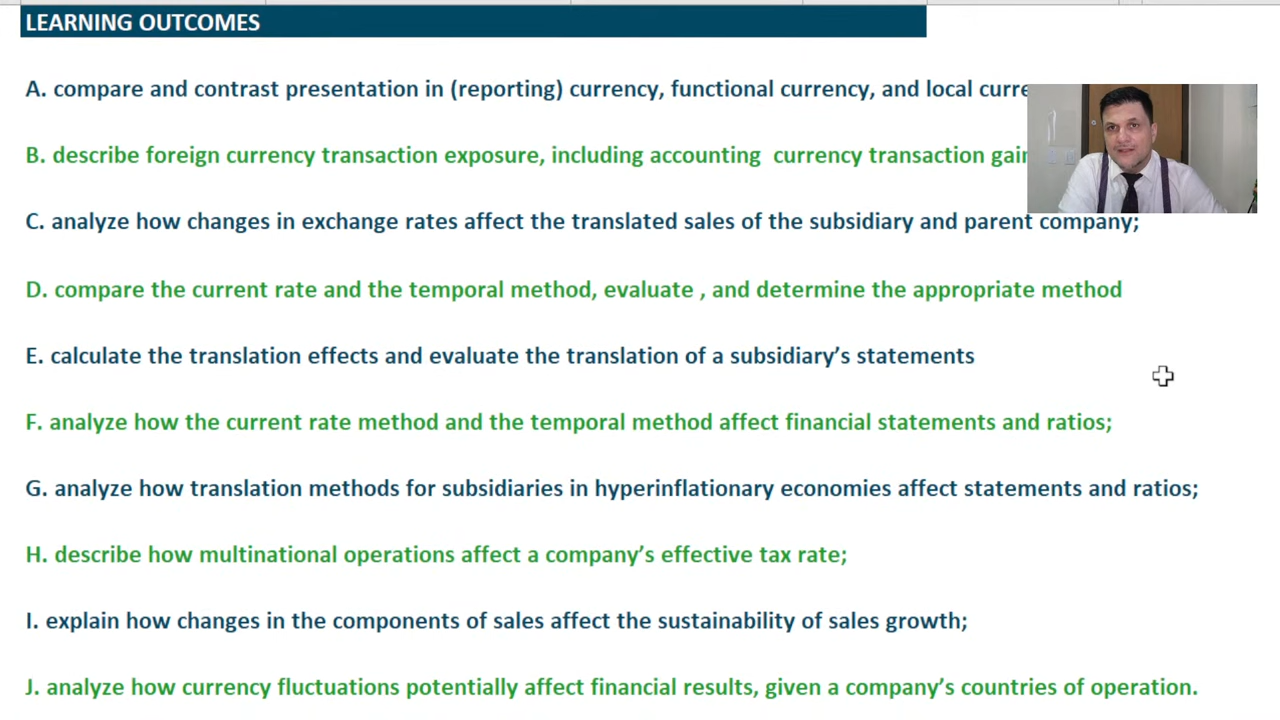 LEARNING OUTCOMES
A. compare and contrast presentation in (reporting) currency, functional currency, and local
B. describe foreign currency transaction exposure, including accounting currency transaction
C. analyze how changes in exchange rates affect the translated sales of the subsidiary and parent company;
D. compare the current rate and the temporal method, evaluate , and determine the appropriate method
E. calculate the translation effects and evaluate the translation of a subsidiary’s statements
F. analyze how the current rate method and the temporal method affect financial statements and ratios;
G. analyze how translation methods for subsidiaries in hyperinflationary economies affect statements and ratios;
H. describe how multinational operations affect a company’s effective tax rate;
I. explain how changes in the components of sales affect the sustainability of sales growth;
J. analyze how currency fluctuations potentially affect financial results, given a company’s countries of operation.